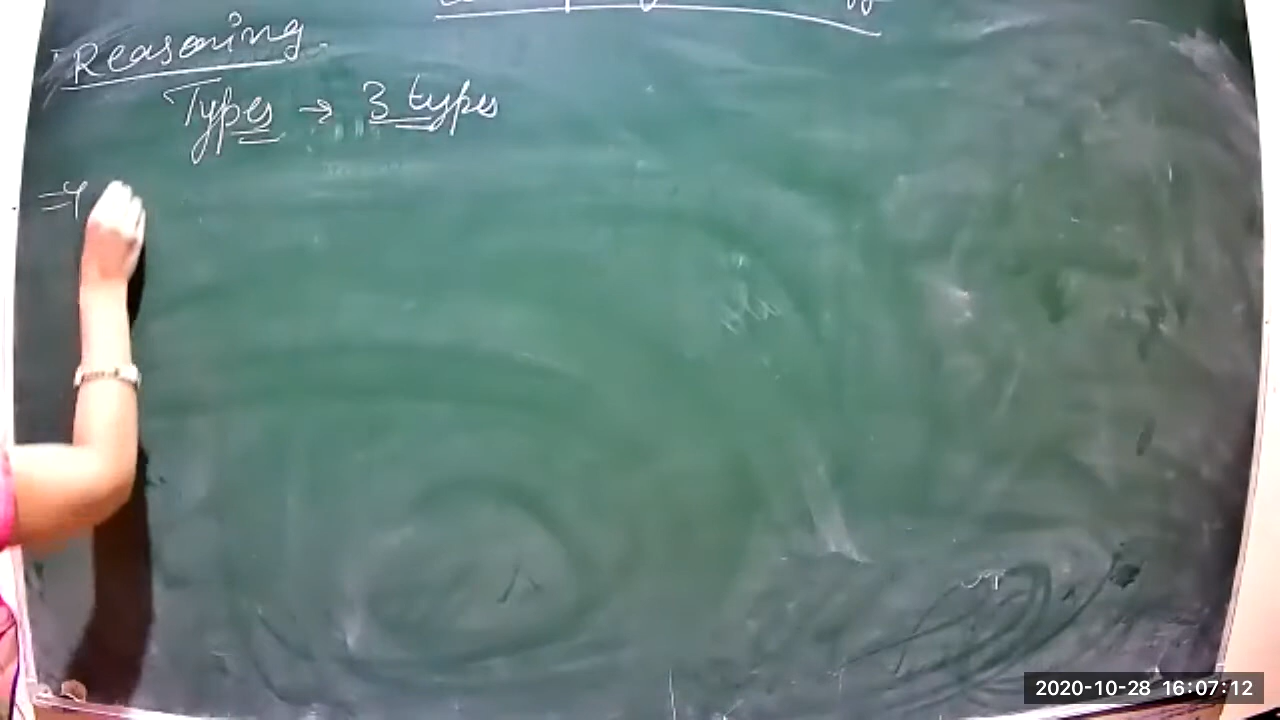 Reasoning.
Types → 3 types
⇒
2020-10-28 16:07:12